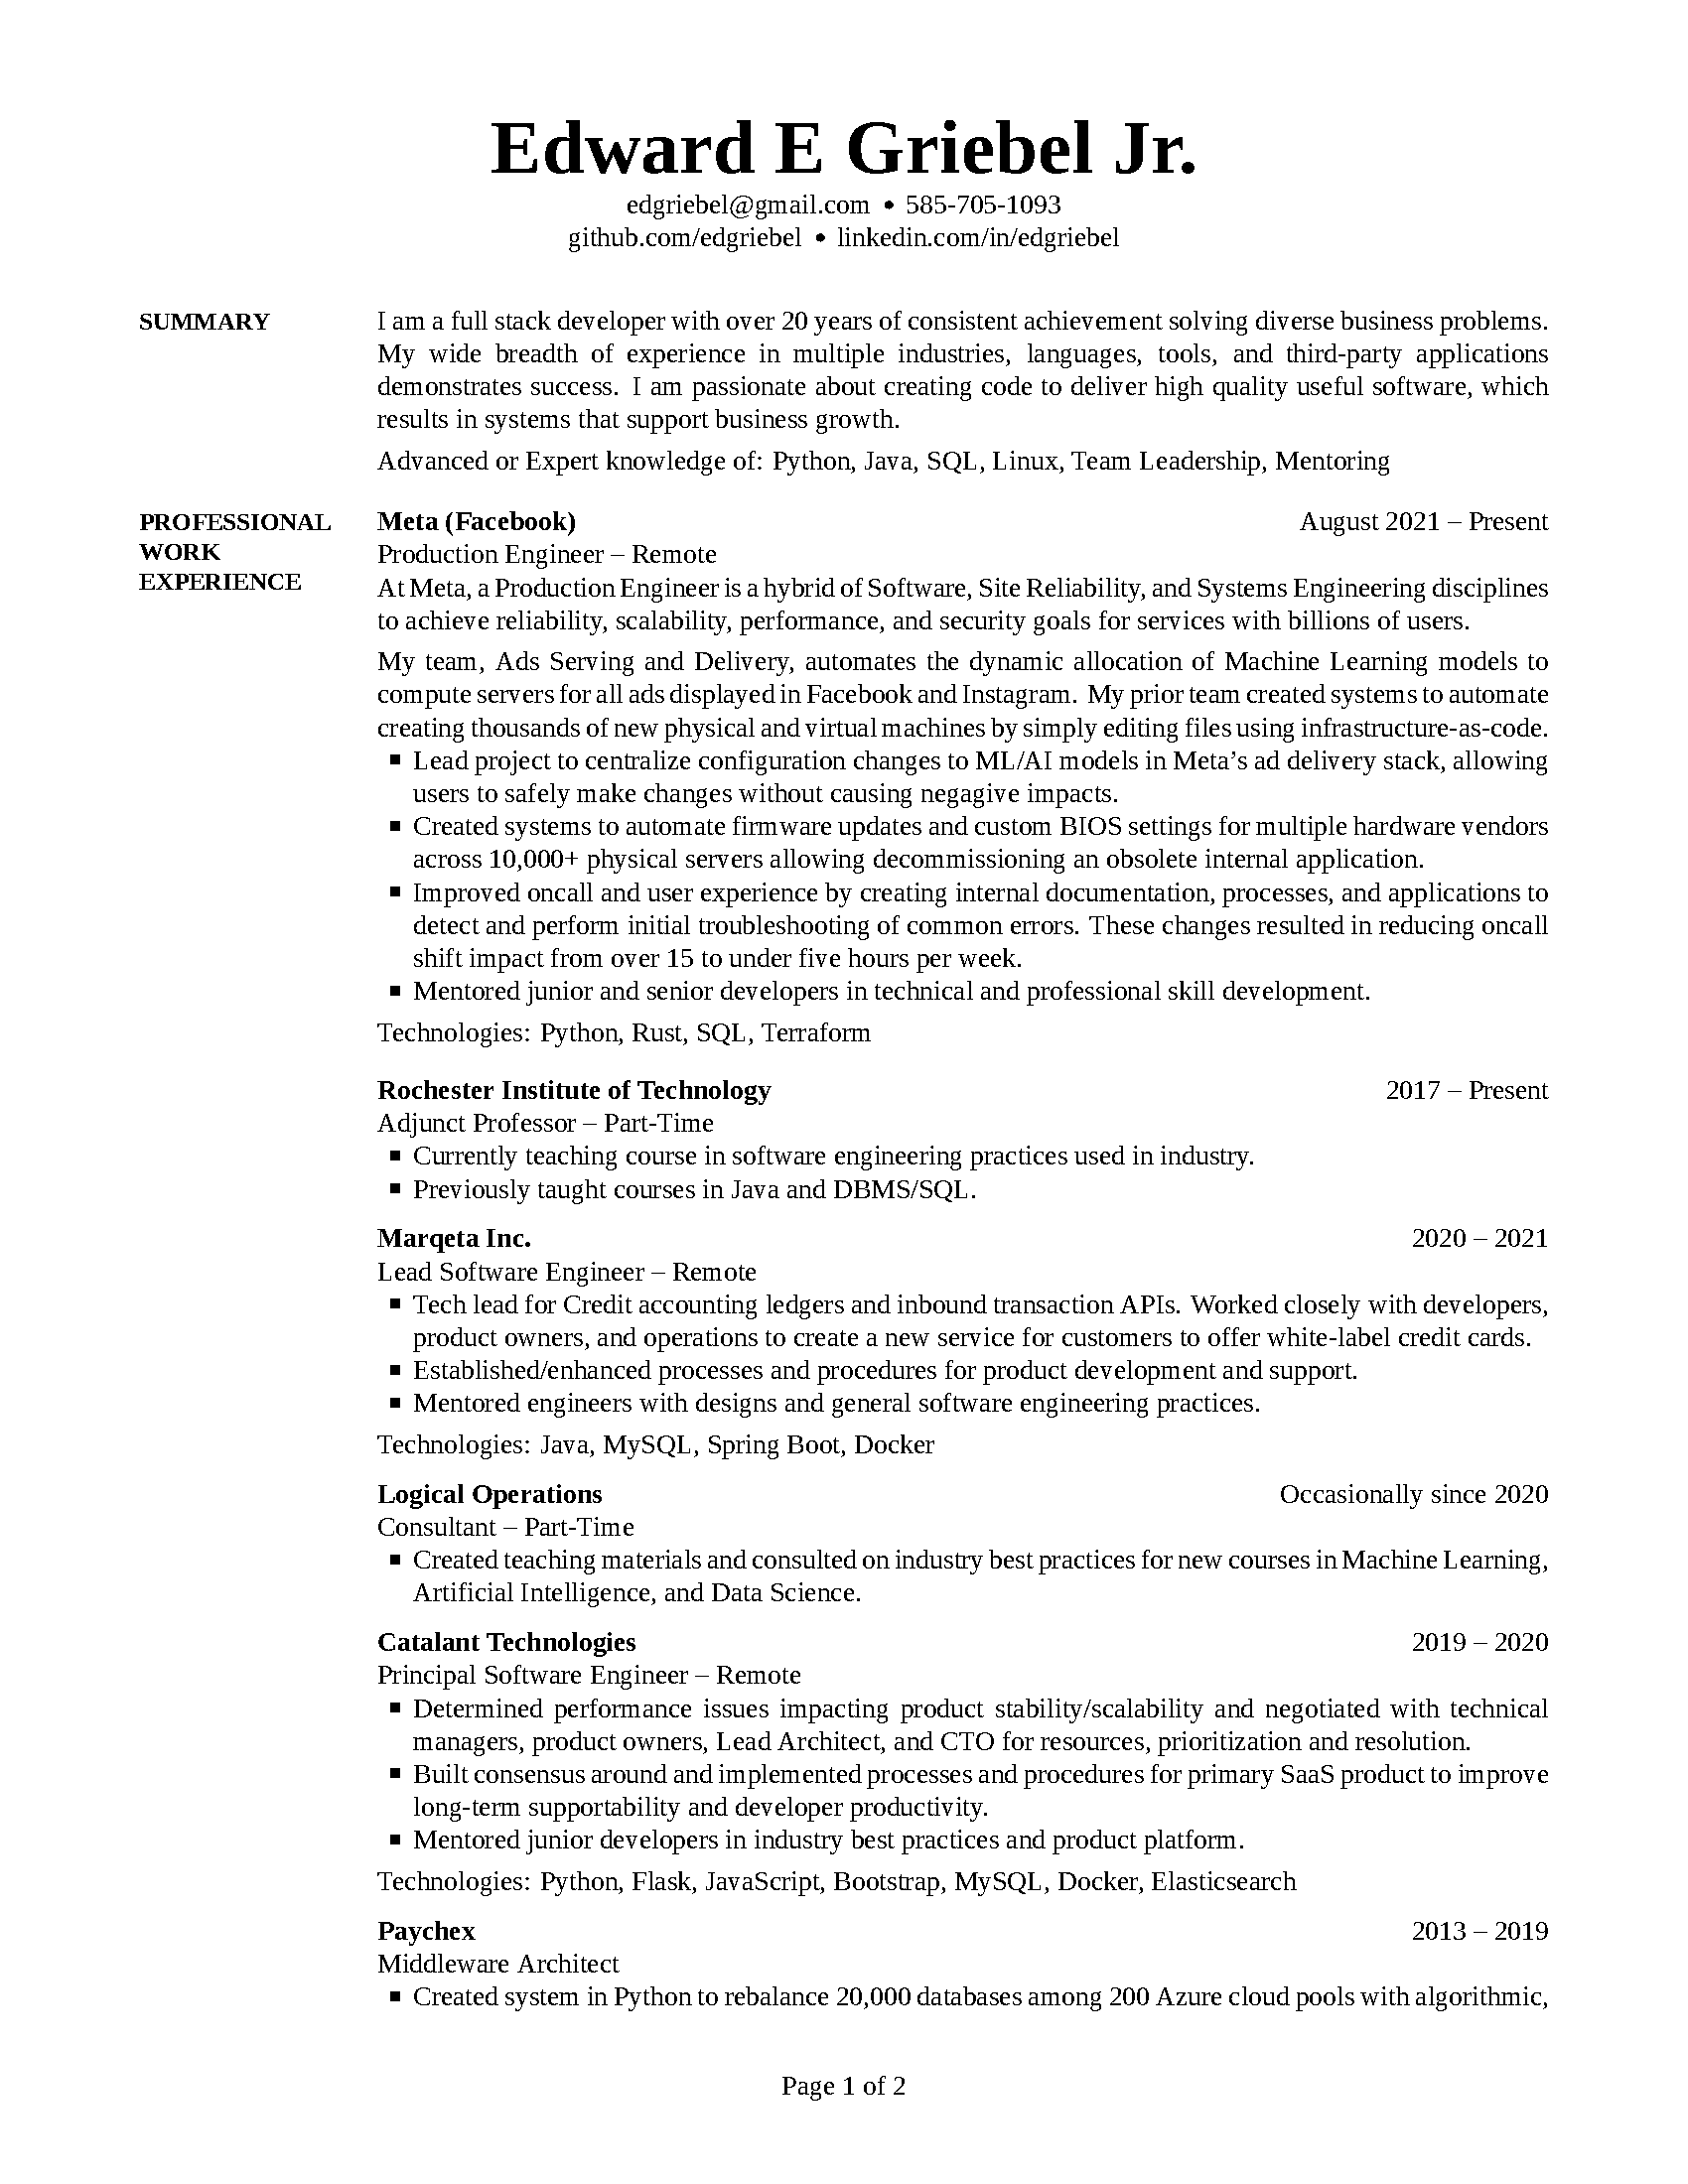 Edward E Griebel Jr.
edgriebel@gmail.com • 585-705-1093
github.com/edgriebel • linkedin.com/in/edgriebel
SUMMARY
I am a full stack developer with over 20 years of consistent achievement solving diverse business problems.
My wide breadth of experience in multiple industries, languages, tools, and third-party applications
demonstrates success. I am passionate about creating code to deliver high quality useful software, which
results in systems that support business growth.
Advanced or Expert knowledge of: Python, Java, SQL, Linux, Team Leadership, Mentoring
PROFESSIONAL
WORK
EXPERIENCE
Meta (Facebook) August 2021 – Present
Production Engineer – Remote
At Meta, a Production Engineer is a hybrid of Software, Site Reliability, and Systems Engineering disciplines
to achieve reliability, scalability, performance, and security goals for services with billions of users.
My team, Ads Serving and Delivery, automates the dynamic allocation of Machine Learning models to
compute servers for all ads displayed in Facebook and Instagram. My prior team created systems to automate
creating thousands of new physical and virtual machines by simply editing files using infrastructure-as-code.
▪ Lead project to centralize configuration changes to ML/AI models in Meta’s ad delivery stack, allowing
users to safely make changes without causing negagive impacts.
▪ Created systems to automate firmware updates and custom BIOS settings for multiple hardware vendors
across 10,000+ physical servers allowing decommissioning an obsolete internal application.
▪ Improved oncall and user experience by creating internal documentation, processes, and applications to
detect and perform initial troubleshooting of common errors. These changes resulted in reducing oncall
shift impact from over 15 to under five hours per week.
▪ Mentored junior and senior developers in technical and professional skill development.
Technologies: Python, Rust, SQL, Terraform
Rochester Institute of Technology 2017 – Present
Adjunct Professor – Part-Time
▪ Currently teaching course in software engineering practices used in industry.
▪ Previously taught courses in Java and DBMS/SQL.
Marqeta Inc. 2020 – 2021
Lead Software Engineer – Remote
▪ Tech lead for Credit accounting ledgers and inbound transaction APIs. Worked closely with developers,
product owners, and operations to create a new service for customers to offer white-label credit cards.
▪ Established/enhanced processes and procedures for product development and support.
▪ Mentored engineers with designs and general software engineering practices.
Technologies: Java, MySQL, Spring Boot, Docker
Logical Operations Occasionally since 2020
Consultant – Part-Time
▪ Created teaching materials and consulted on industry best practices for new courses in Machine Learning,
Artificial Intelligence, and Data Science.
Catalant Technologies 2019 – 2020
Principal Software Engineer – Remote
▪ Determined performance issues impacting product stability/scalability and negotiated with technical
managers, product owners, Lead Architect, and CTO for resources, prioritization and resolution.
▪ Built consensus around and implemented processes and procedures for primary SaaS product to improve
long-term supportability and developer productivity.
▪ Mentored junior developers in industry best practices and product platform.
Technologies: Python, Flask, JavaScript, Bootstrap, MySQL, Docker, Elasticsearch
Paychex 2013 – 2019
Middleware Architect
▪ Created system in Python to rebalance 20,000 databases among 200 Azure cloud pools with algorithmic,
Page 1 of 2